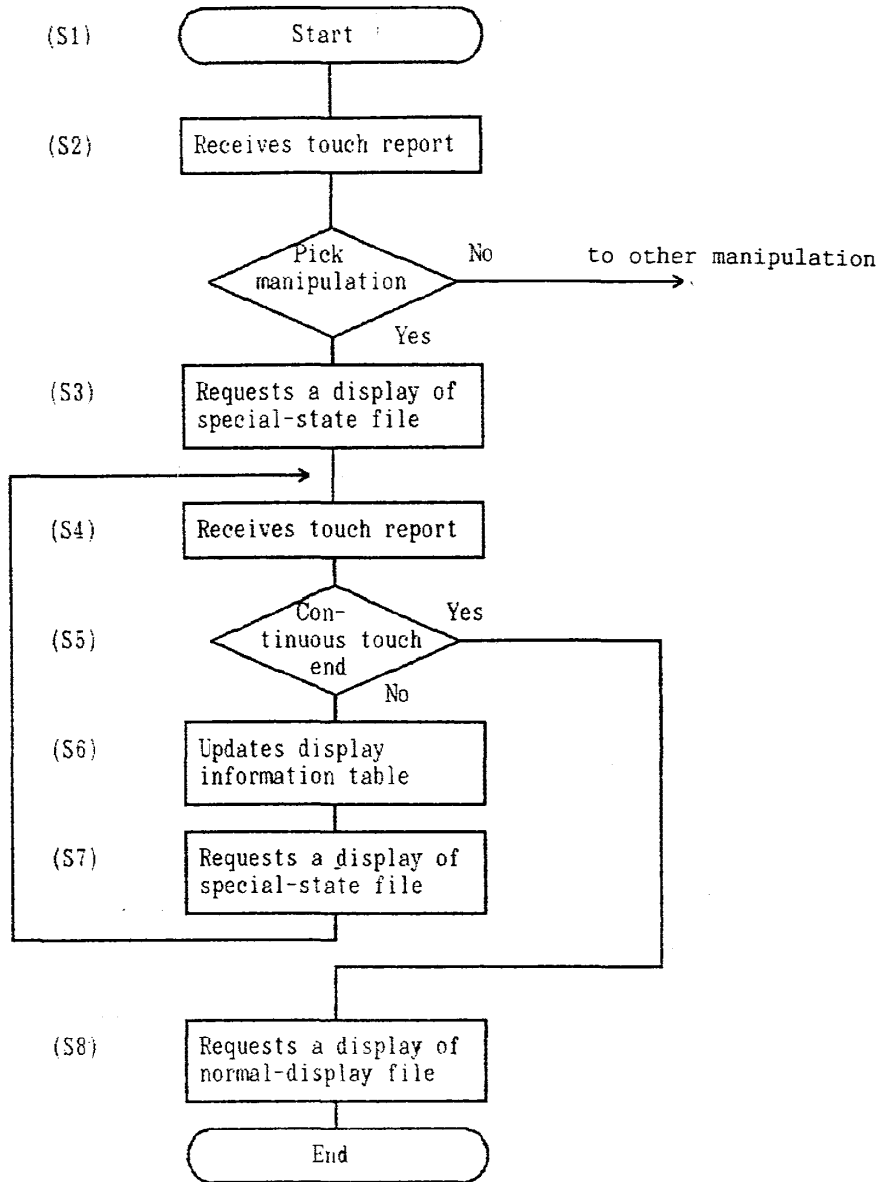 (S1) Start
(S2) Receives touch report
Pick
manipulation
No
to other manipulation
Yes
(S3) Requests a display of
special-state file
(S4) Receives touch report
(S5) Con-
tinuous touch
end
Yes
No
(S6) Updates display
information table
(S7) Requests a display of
special-state file
(S8) Requests a display of
normal-display file
End